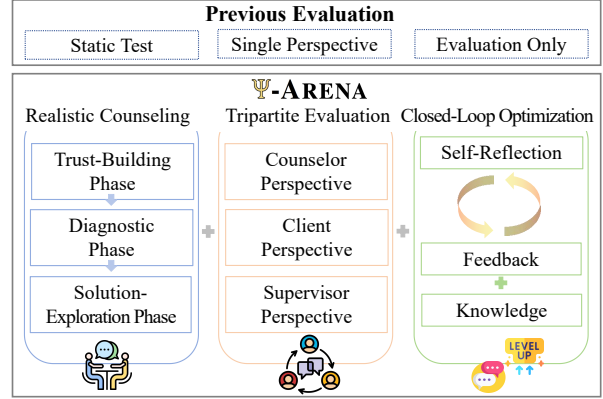 Previous Evaluation
Static Test
Single Perspective
Evaluation Only
Ψ-ARENA
Realistic Counseling
Trust-Building
Phase
Diagnostic
Phase
Solution-
Exploration Phase
Tripartite Evaluation
Counselor
Perspective
Client
Perspective
Supervisor
Perspective
Closed-Loop Optimization
Self-Reflection
Feedback
Knowledge
LEVEL
UP